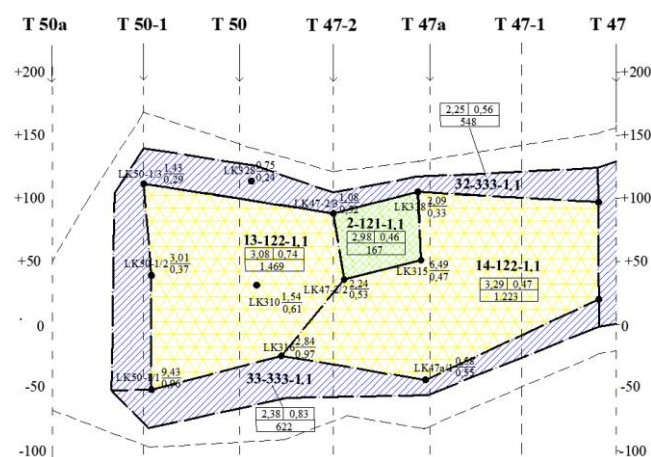 T 50a T 50-1 T 50 T 47-2 T 47a T 47-1 T 47
+200 +200
+150 +150
2,25 0,56
548
LK50-1/3 1,43
0,29
LK328 0,75
0,24
32-333-1.1
+100 +100
LK47-2/3 1,08
LK318 2,09
0,33
2-121-1.1
2,98 0,46
167
13-122-1.1
3,08 0,74
1.469
LK50-1/2 3,01
0,37
LK315 6,49
0,47
14-122-1.1
3,29 0,47
1.223
+50 +50
LK47-2/2 2,24
0,53
LK310 1,54
0,61
0 0
LK316 2,84
0,97
LK50-1/1 9,43
0,96
LK47a/1 0,58
0,55
33-333-1.1
-50 -50
2,38 0,83
622
-100 -100